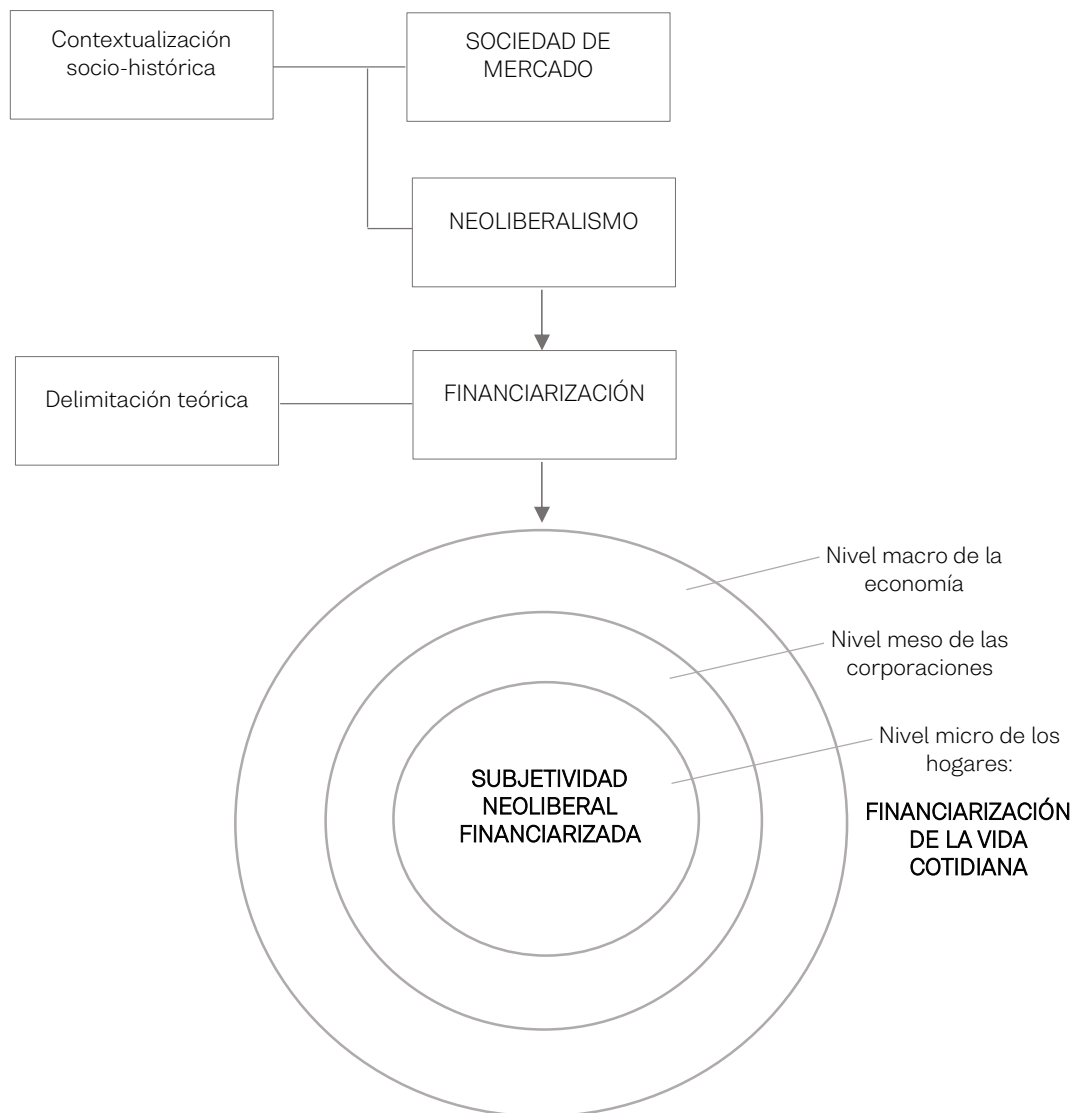 Contextualización
socio-histórica
SOCIEDAD DE
MERCADO
NEOLIBERALISMO
Delimitación teórica
FINANCIARIZACIÓN
Nivel macro de la
economía
Nivel meso de las
corporaciones
Nivel micro de los
hogares:
FINANCIARIZACIÓN
DE LA VIDA
COTIDIANA
SUBJETIVIDAD
NEOLIBERAL
FINANCIARIZADA